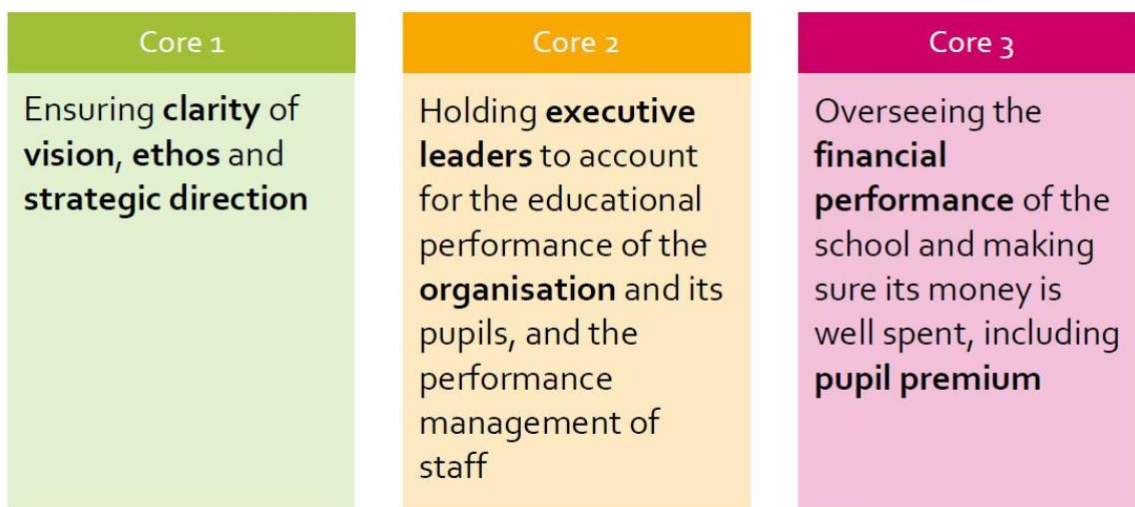 Core 1
Ensuring clarity of
vision, ethos and
strategic direction
Core 2
Holding executive
leaders to account
for the educational
performance of the
organisation and its
pupils, and the
performance
management of
staff
Core 3
Overseeing the
financial
performance of the
school and making
sure its money is
well spent, including
pupil premium